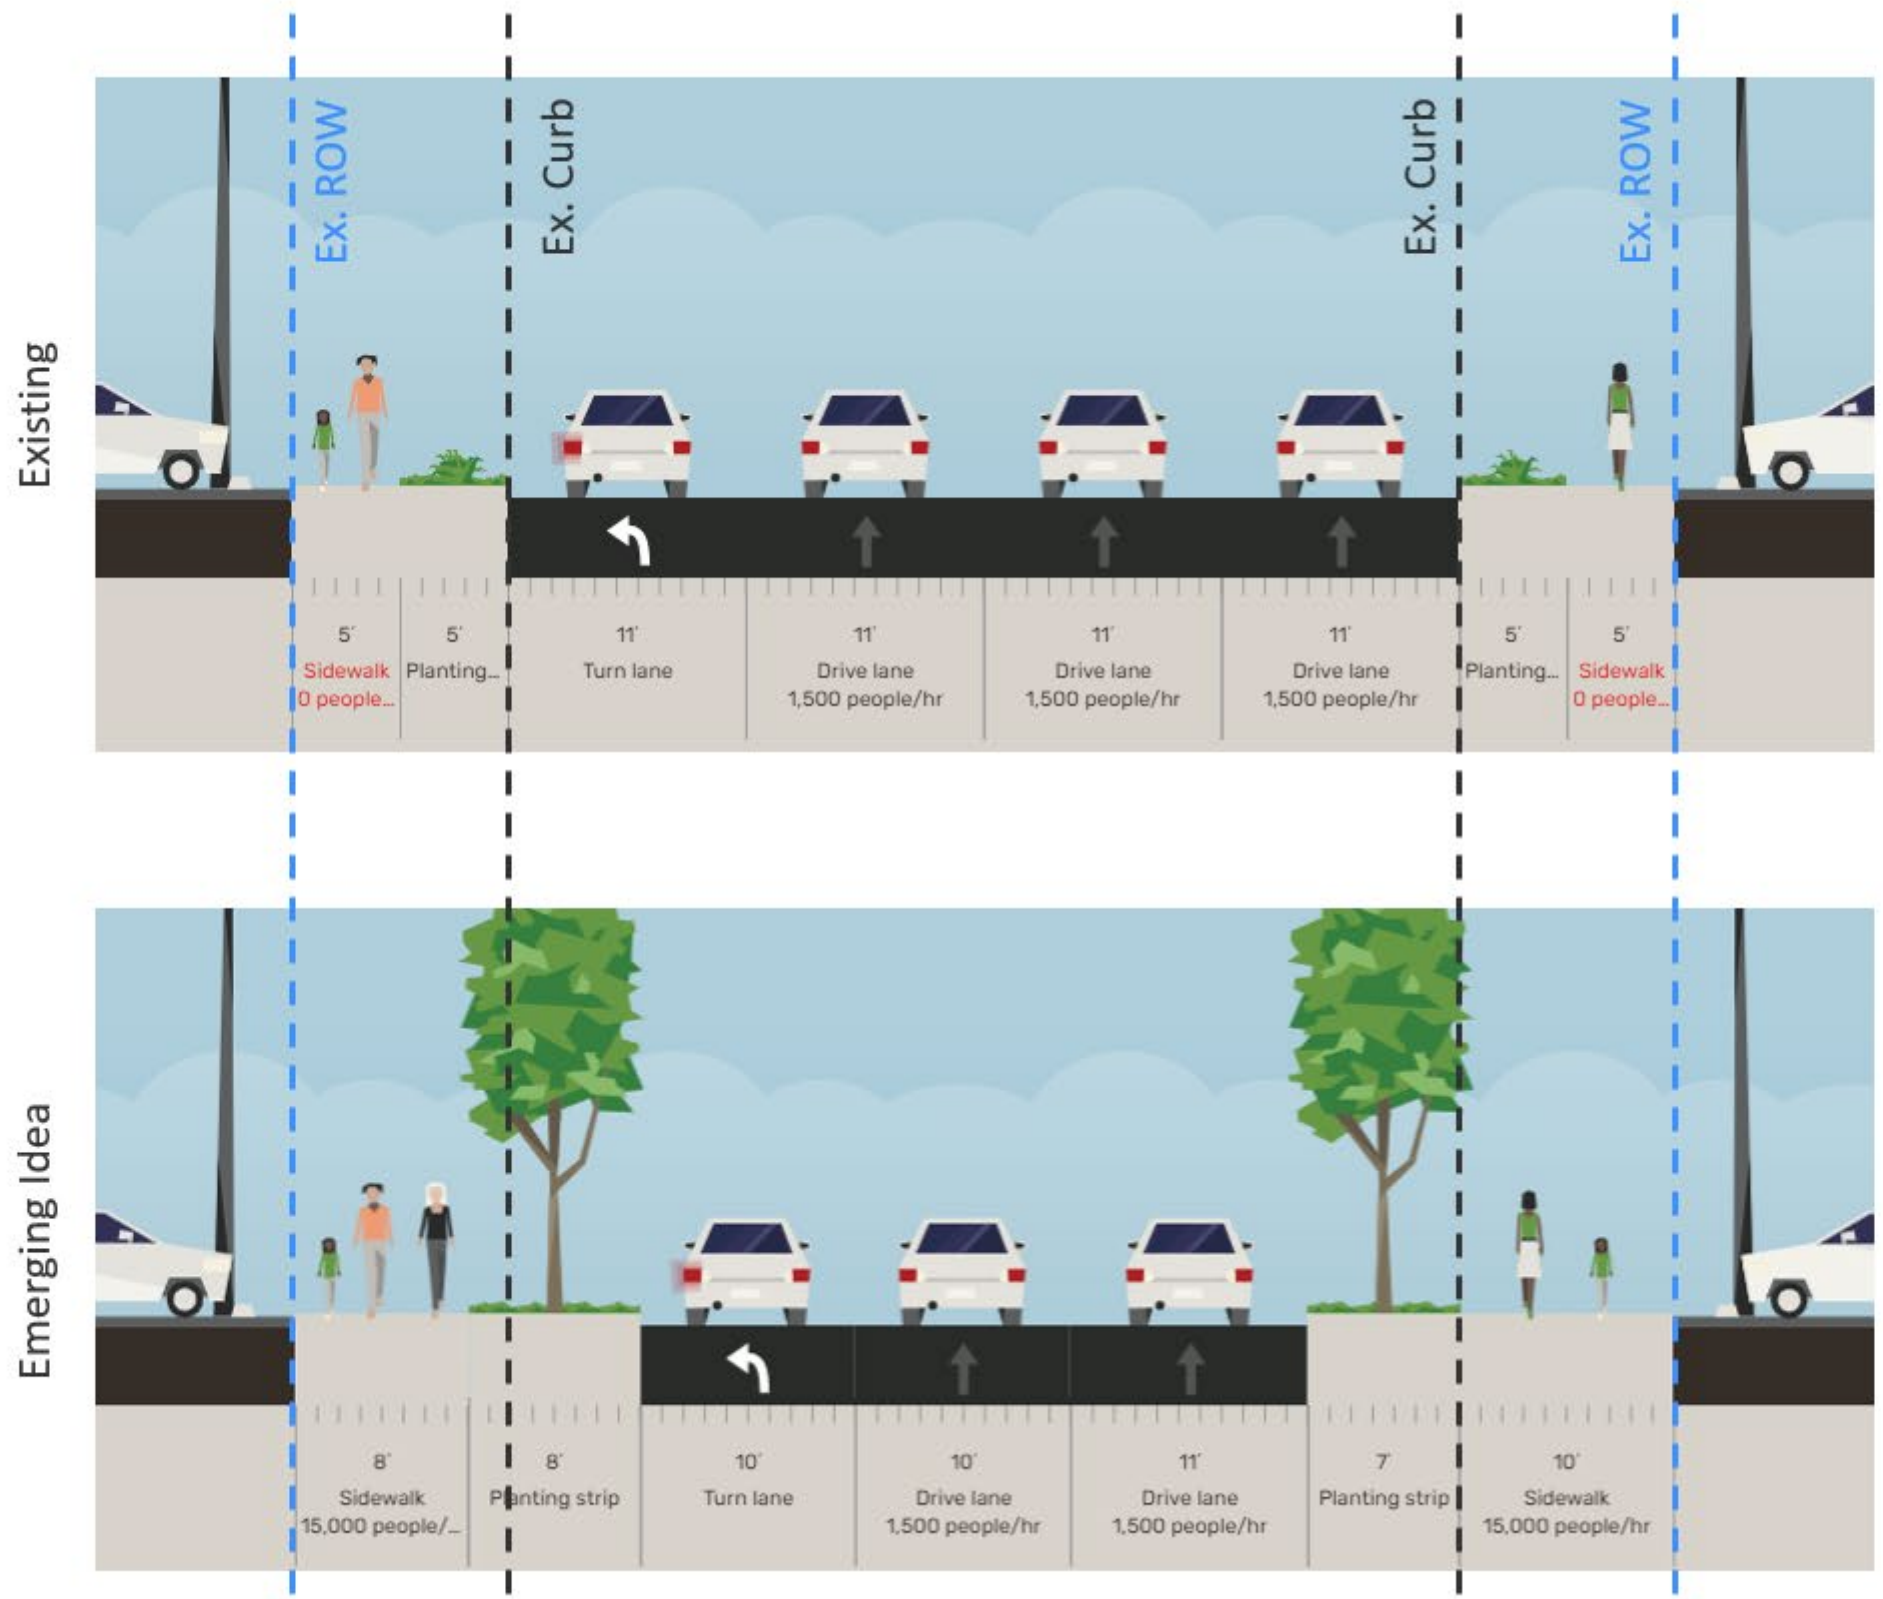 Existing
Ex. ROW
Ex. Curb
Ex. Curb
Ex. ROW
5'
Sidewalk
0 people...
5'
Planting...
11'
Turn lane
11'
Drive lane
1,500 people/hr
11'
Drive lane
1,500 people/hr
11'
Drive lane
1,500 people/hr
5'
Planting...
5'
Sidewalk
0 people...
Emerging Idea
8'
Sidewalk
15,000 people/...
8'
Planting strip
10'
Turn lane
10'
Drive lane
1,500 people/hr
11'
Drive lane
1,500 people/hr
7'
Planting strip
10'
Sidewalk
15,000 people/hr